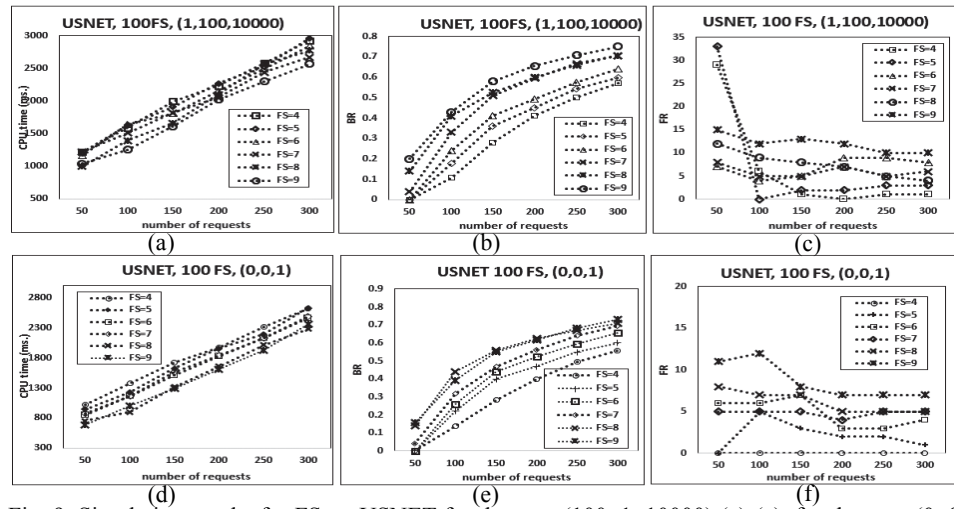 USNET, 100FS, (1,100,10000)
3000
2500
2000
1500
1000
500
CPU time (ms.)
FS=4
FS=5
FS=6
FS=7
FS=8
FS=9
50 100 150 200 250 300
number of requests
(a)
USNET, 100FS, (1,100,10000)
0.8
0.7
0.6
0.5
0.4
0.3
0.2
0.1
0
BR
FS=4
FS=5
FS=6
FS=7
FS=8
FS=9
50 100 150 200 250 300
number of requests
(b)
USNET, 100 FS, (1,100,10000)
35
30
25
20
15
10
5
0
FR
FS=4
FS=5
FS=6
FS=7
FS=8
FS=9
50 100 150 200 250 300
number of requests
(c)
USNET, 100 FS, (0,0,1)
2800
2300
1800
1300
800
300
CPU time (ms.)
FS=4
FS=5
FS=6
FS=7
FS=8
FS=9
50 100 150 200 250 300
number of requests
(d)
USNET 100 FS, (0,0,1)
0.9
0.8
0.7
0.6
0.5
0.4
0.3
0.2
0.1
0
BR
FS=4
FS=5
FS=6
FS=7
FS=8
FS=9
50 100 150 200 250 300
number of requests
(e)
USNET 100 FS, (0,0,1)
20
15
10
5
0
FR
FS=4
FS=5
FS=6
FS=7
FS=8
FS=9
50 100 150 200 250 300
number of requests
(f)